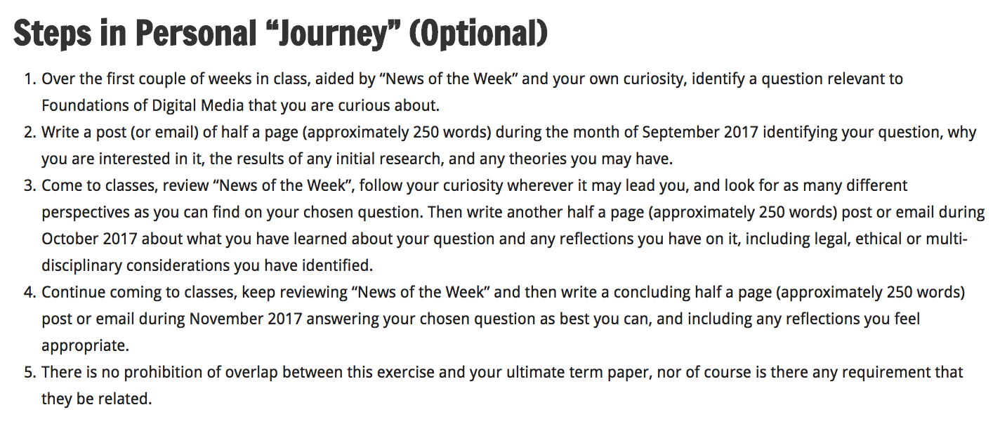 Steps in Personal “Journey” (Optional)
1. Over the first couple of weeks in class, aided by “News of the Week” and your own curiosity, identify a question relevant to
Foundations of Digital Media that you are curious about.
2. Write a post (or email) of half a page (approximately 250 words) during the month of September 2017 identifying your question, why
you are interested in it, the results of any initial research, and any theories you may have.
3. Come to classes, review “News of the Week”, follow your curiosity wherever it may lead you, and look for as many different
perspectives as you can find on your chosen question. Then write another half a page (approximately 250 words) post or email during
October 2017 about what you have learned about your question and any reflections you have on it, including legal, ethical or multi-
disciplinary considerations you have identified.
4. Continue coming to classes, keep reviewing “News of the Week” and then write a concluding half a page (approximately 250 words)
post or email during November 2017 answering your chosen question as best you can, and including any reflections you feel
appropriate.
5. There is no prohibition of overlap between this exercise and your ultimate term paper, nor of course is there any requirement that
they be related.